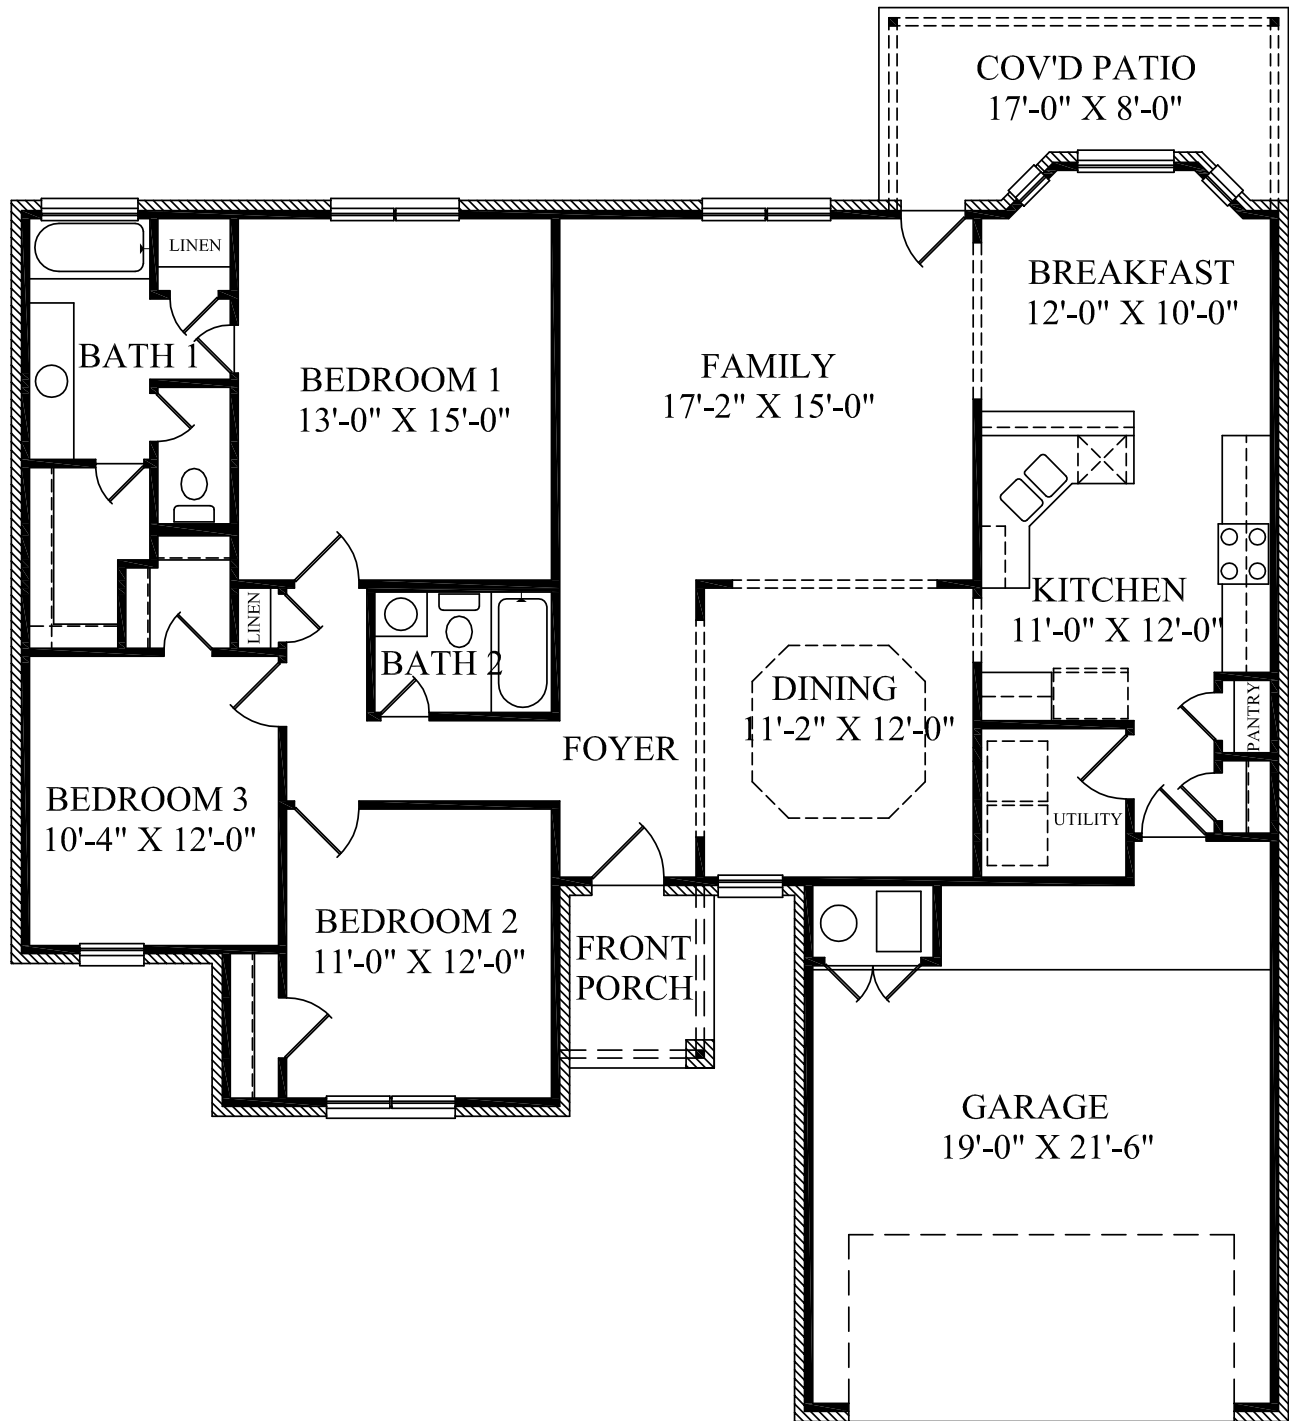 COV'D PATIO
17'-0" X 8'-0"
LINEN
BREAKFAST
12'-0" X 10'-0"
BATH 1
BEDROOM 1
13'-0" X 15'-0"
FAMILY
17'-2" X 15'-0"
KITCHEN
11'-0" X 12'-0"
LINEN
BATH 2
DINING
11'-2" X 12'-0"
PANTRY
FOYER
BEDROOM 3
10'-4" X 12'-0"
UTILITY
BEDROOM 2
11'-0" X 12'-0"
FRONT
PORCH
GARAGE
19'-0" X 21'-6"